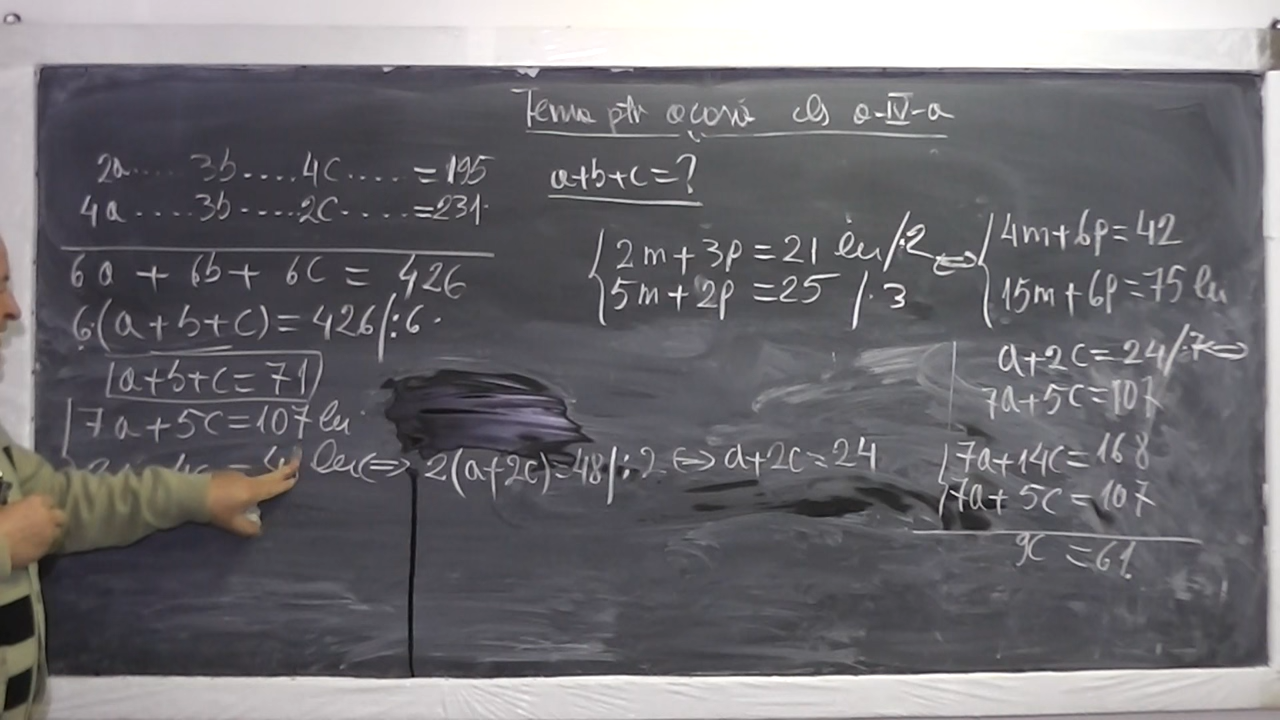 Tema ptr acasă cls a-IV-a
2a.... 3b....4c.... = 195
4a ....3b....2c....=231.
6a + 6b + 6c = 426
6.(a+b+c) = 426/:6.
a+b+c = 71
7a+5c=107 lei
lei <=> 2(a+2c)=48/:2 <=> a+2c=24
a+b+c=?
2m+3p=21 lei/.2 <=>
5m+2p=25 /.3
4m+6p=42
15m+6p=75 lei
a+2c=24/.7<=>
7a+5c=107
7a+14c=168
7a+5c=107
9c =61